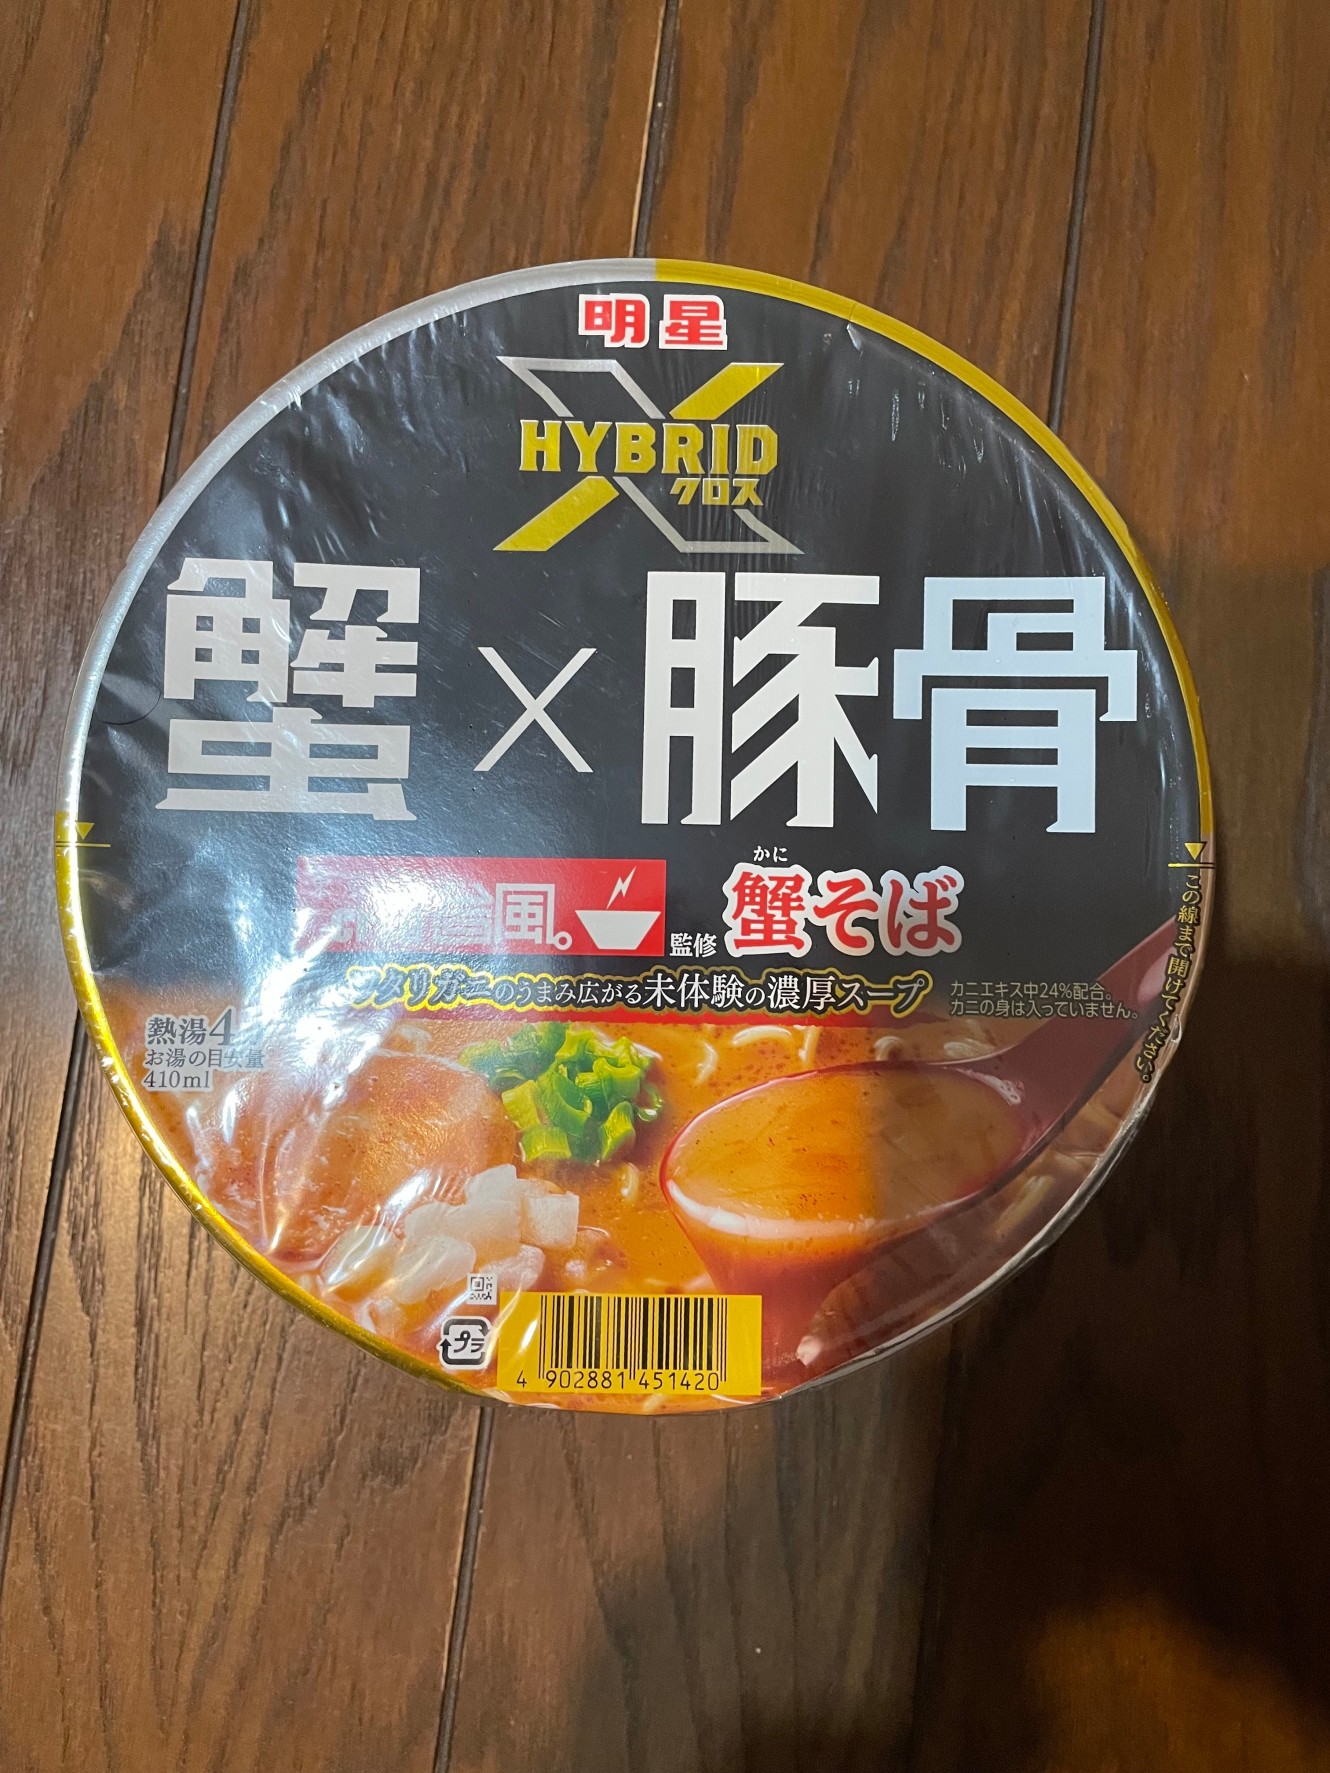 明星
HYBRID
クロス
蟹×豚骨
風。
監修
かに
蟹そば
のうまみ広がる未体験の濃厚スープ
カニエキス中24%配合。
カニの身は入っていません。
熱湯4
お湯の目安量
410ml
この線まで開けてください。
プラ
4 902881 451420